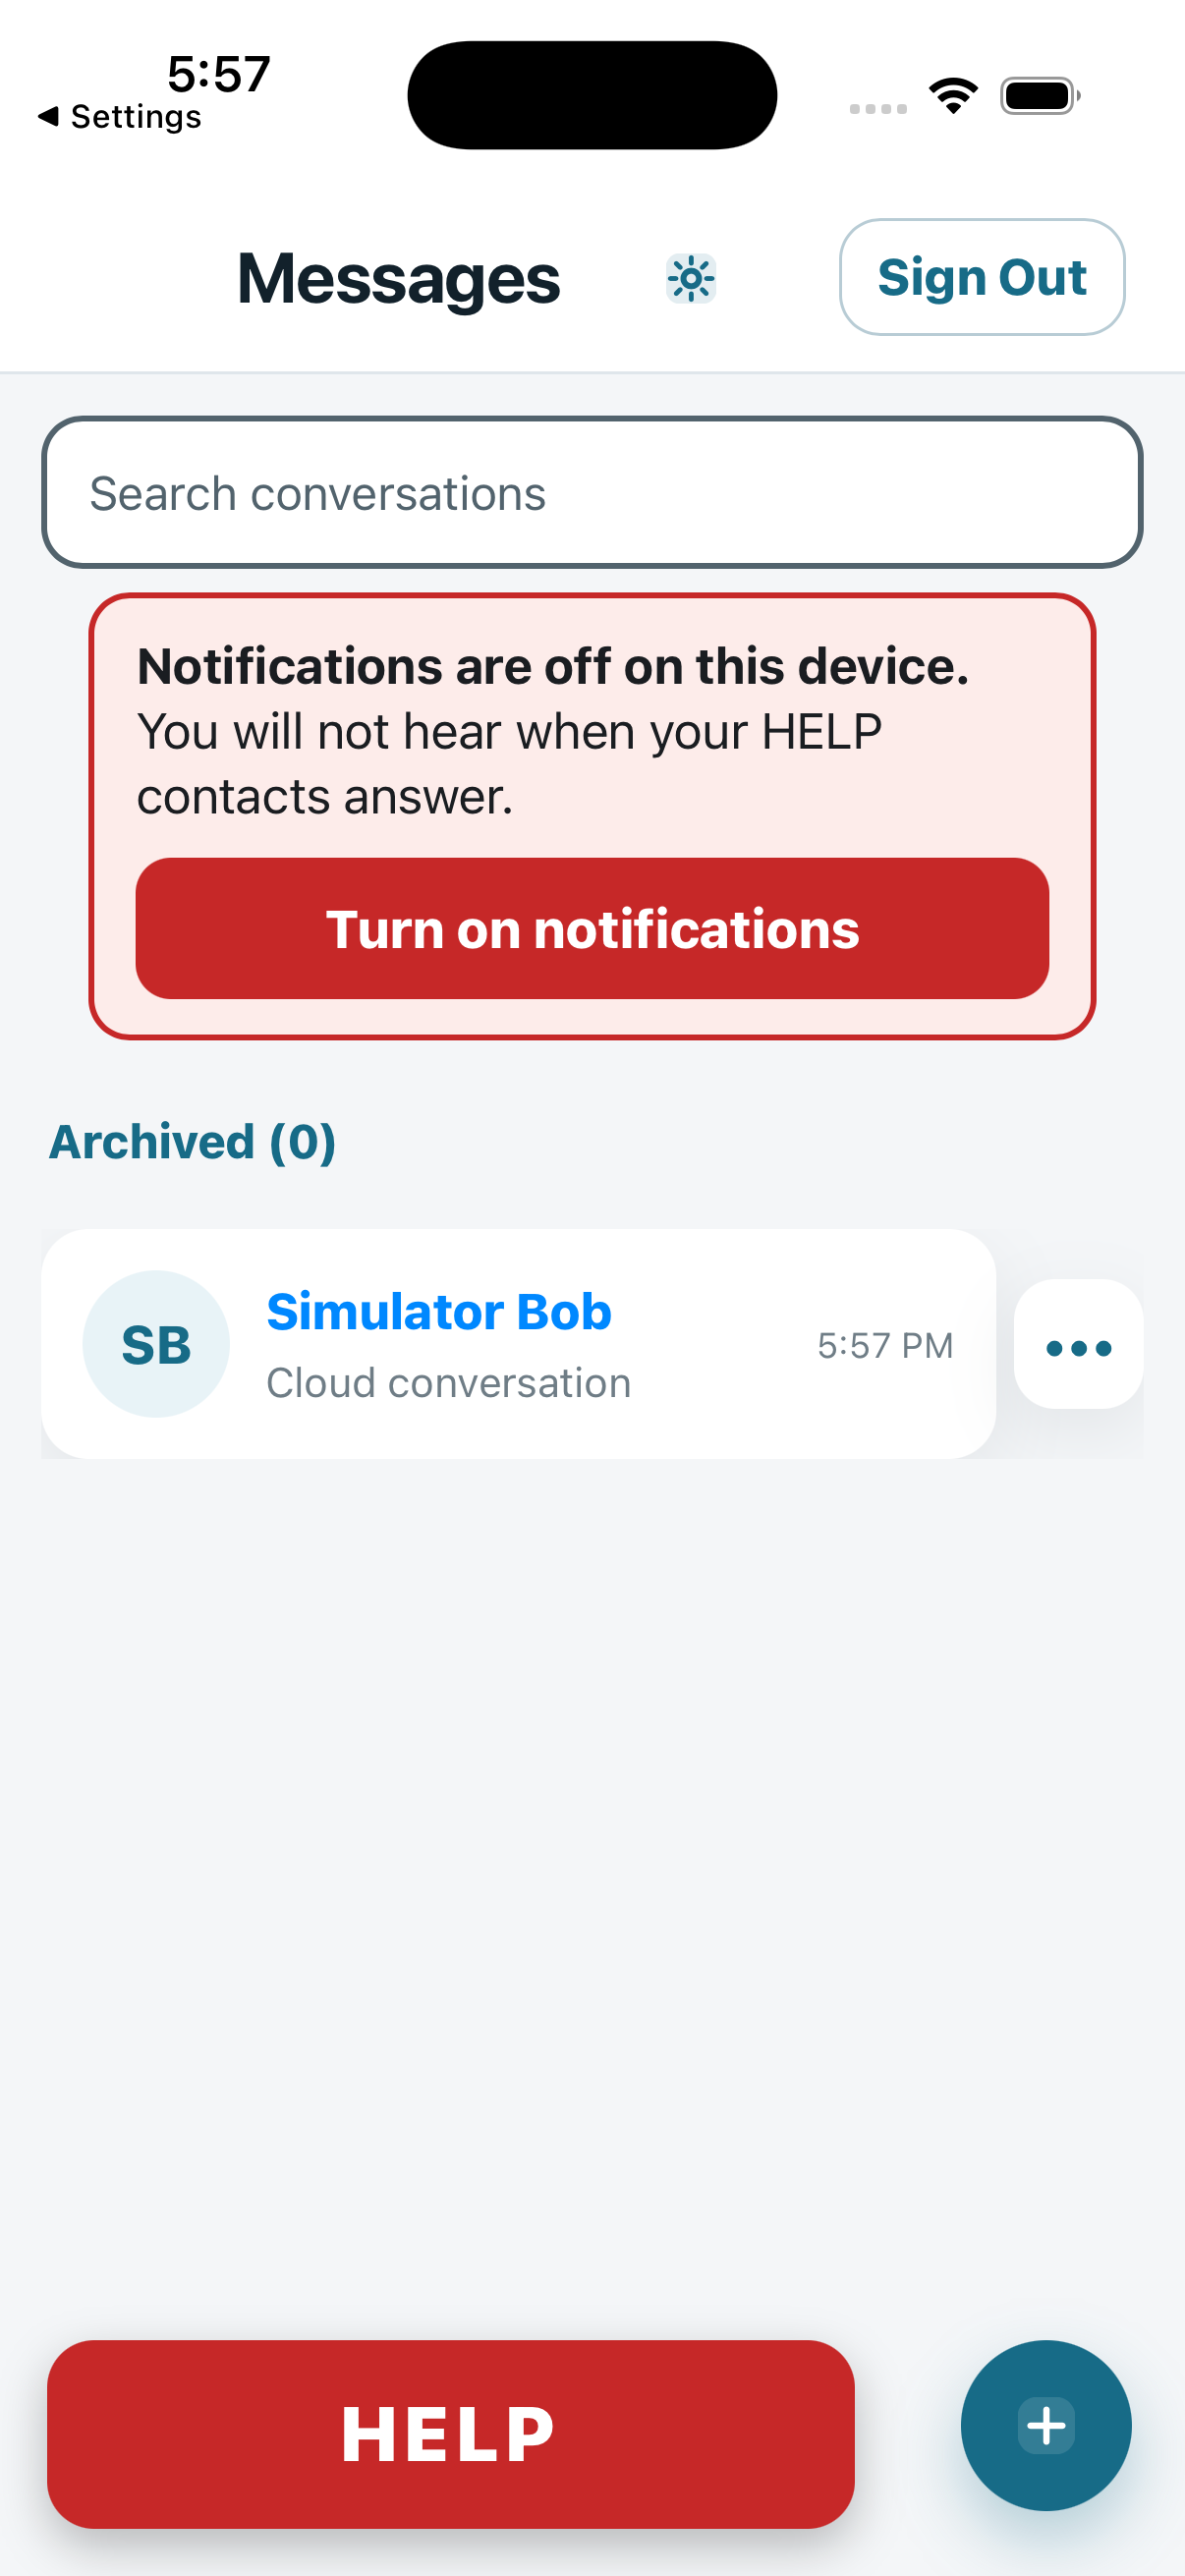 5:57
◀ Settings
Messages
Sign Out
Search conversations
Notifications are off on this device.
You will not hear when your HELP
contacts answer.
Turn on notifications
Archived (0)
SB
Simulator Bob
Cloud conversation
5:57 PM
HELP